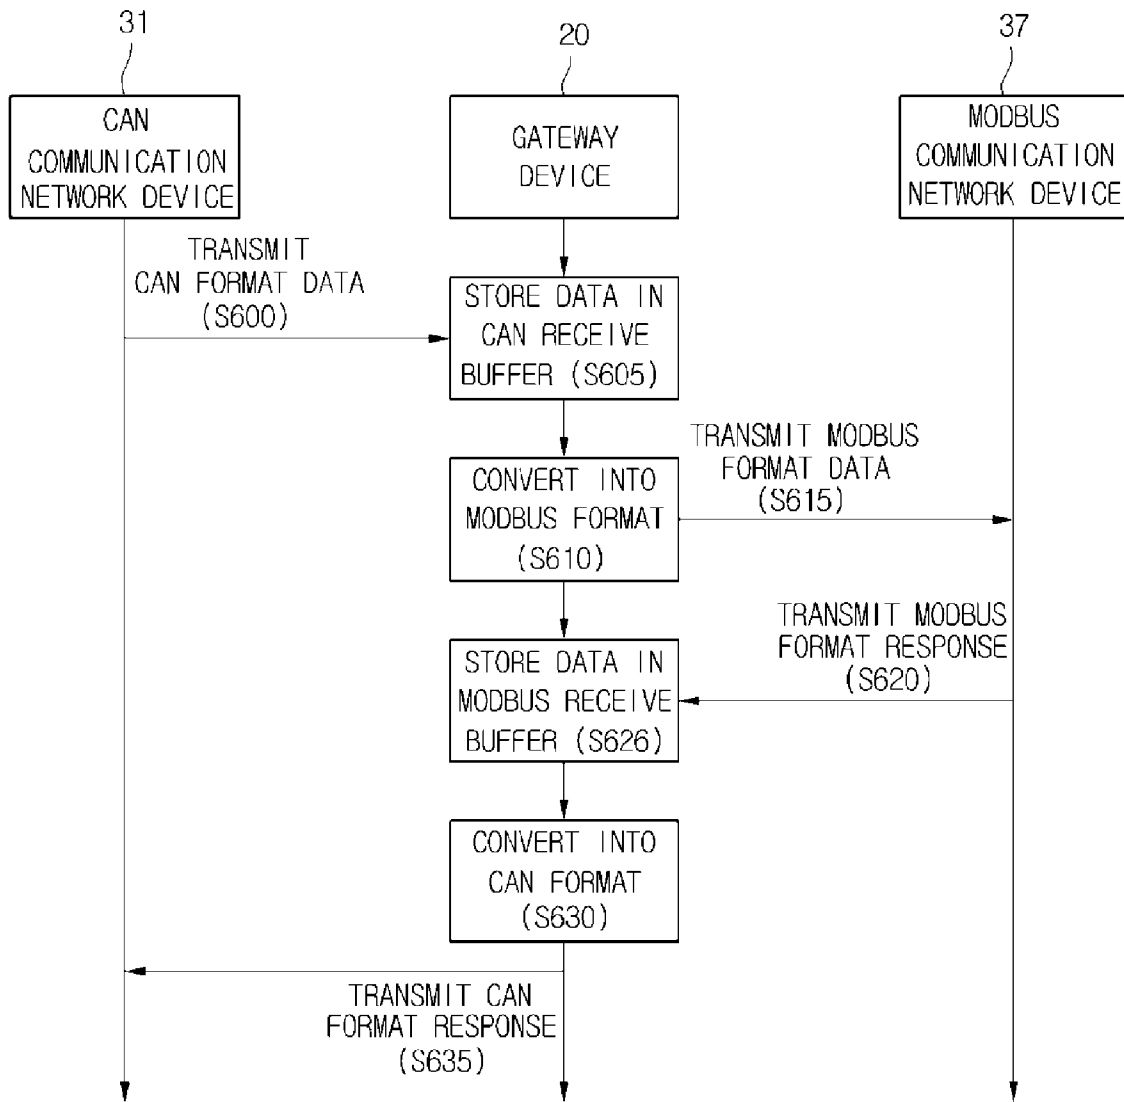 31
20
37
CAN
COMMUNICATION
NETWORK DEVICE
GATEWAY
DEVICE
MODBUS
COMMUNICATION
NETWORK DEVICE
TRANSMIT
CAN FORMAT DATA
(S600)
STORE DATA IN
CAN RECEIVE
BUFFER (S605)
CONVERT INTO
MODBUS FORMAT
(S610)
TRANSMIT MODBUS
FORMAT DATA
(S615)
TRANSMIT MODBUS
FORMAT RESPONSE
(S620)
STORE DATA IN
MODBUS RECEIVE
BUFFER (S626)
CONVERT INTO
CAN FORMAT
(S630)
TRANSMIT CAN
FORMAT RESPONSE
(S635)